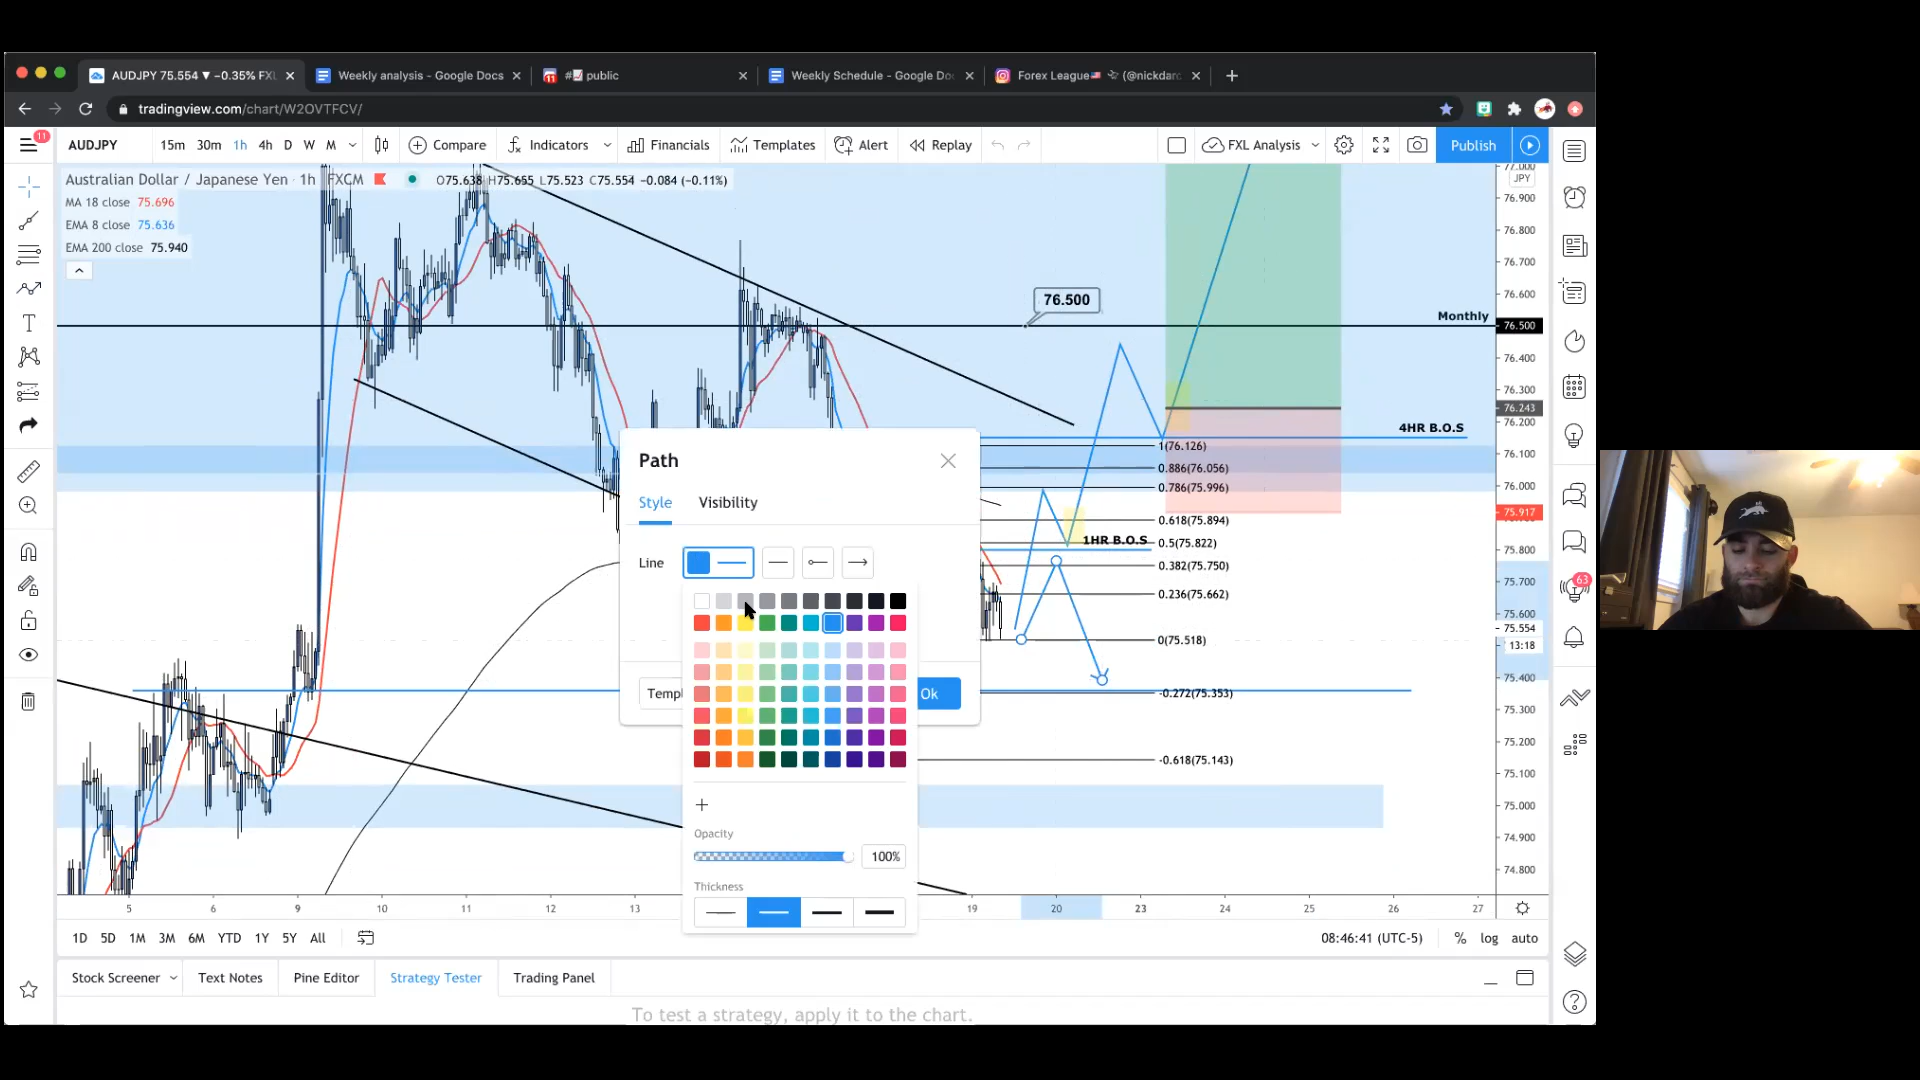 AUDJPY 75.554 ▼ −0.35% FXL
Weekly analysis - Google Docs
#📈 public
Weekly Schedule - Google Doc
Forex League🇺🇸 (@nickdarc
tradingview.com/chart/W2OVTFCV/
11
AUDJPY
15m 30m 1h 4h D W M
Compare
Indicators
Financials
Templates
Alert
Replay
FXL Analysis
Publish
Australian Dollar / Japanese Yen · 1h FXCM
O75.638 H75.655 L75.523 C75.554 −0.084 (−0.11%)
MA 18 close 75.696
EMA 8 close 75.636
EMA 200 close 75.940
77.000
JPY
76.900
76.800
76.700
76.600
76.500
Monthly
76.500
76.400
76.300
76.243
76.200
4HR B.O.S
76.100
76.000
75.917
75.800
75.700
75.600
75.554
13:18
75.400
75.300
75.200
75.100
75.000
74.900
74.800
1(76.126)
0.886(76.056)
0.786(75.996)
0.618(75.894)
1HR B.O.S
0.5(75.822)
0.382(75.750)
0.236(75.662)
0(75.518)
-0.272(75.353)
-0.618(75.143)
Path
Style
Visibility
Line
Templ
Ok
Opacity
100%
Thickness
5 6 9 10 11 12 13 19 20 23 24 25 26 27
1D 5D 1M 3M 6M YTD 1Y 5Y All
08:46:41 (UTC-5)
% log auto
Stock Screener
Text Notes
Pine Editor
Strategy Tester
Trading Panel
To test a strategy, apply it to the chart.
63